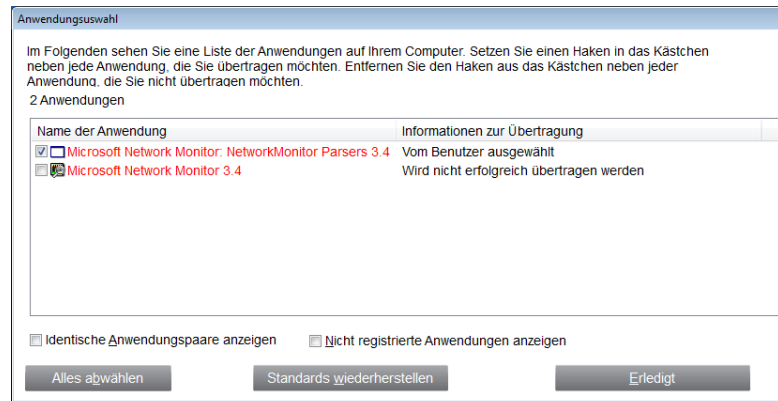 Anwendungsuswahl
Im Folgenden sehen Sie eine Liste der Anwendungen auf Ihrem Computer. Setzen Sie einen Haken in das Kästchen
neben jede Anwendung, die Sie übertragen möchten. Entfernen Sie den Haken aus das Kästchen neben jeder
Anwendung, die Sie nicht übertragen möchten.
2 Anwendungen
Name der Anwendung Informationen zur Übertragung
Microsoft Network Monitor: NetworkMonitor Parsers 3.4 Vom Benutzer ausgewählt
Microsoft Network Monitor 3.4 Wird nicht erfolgreich übertragen werden
Identische Anwendungspaare anzeigen Nicht registrierte Anwendungen anzeigen
Alles abwählen Standards wiederherstellen Erledigt